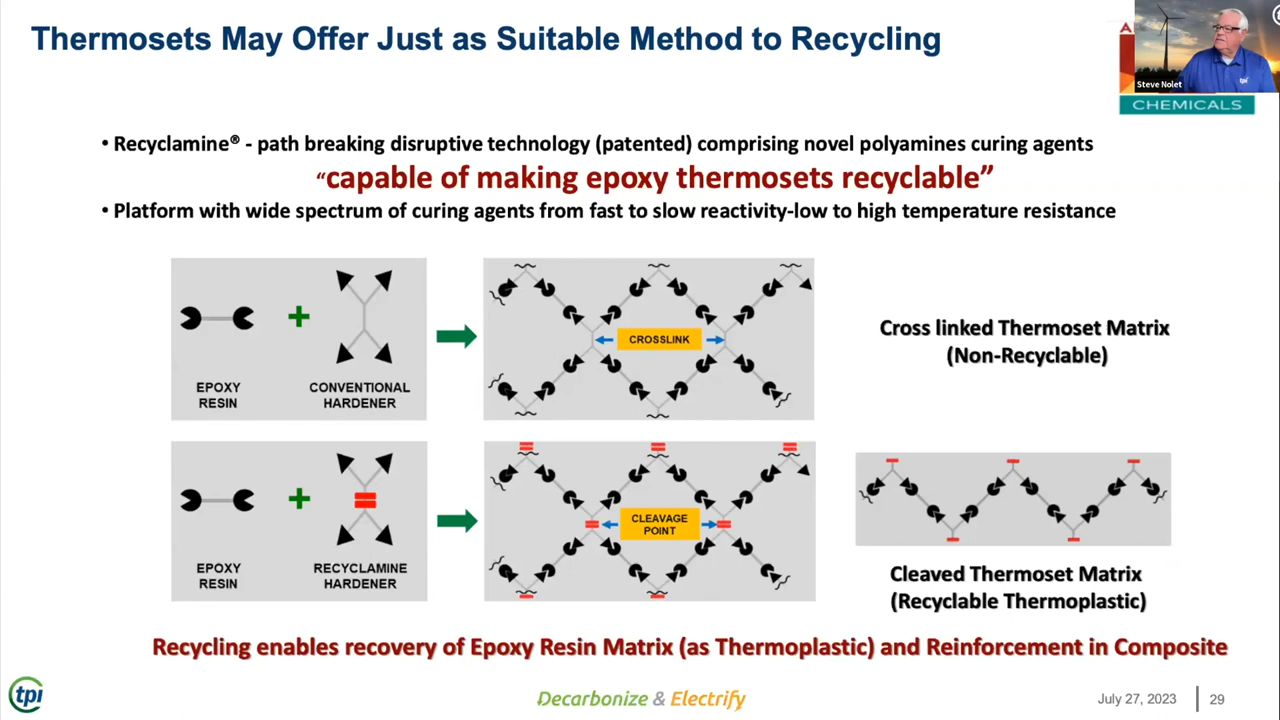 Thermosets May Offer Just as Suitable Method to Recycling
A
tpi
Steve Nolet
CHEMICALS
• Recyclamine® - path breaking disruptive technology (patented) comprising novel polyamines curing agents
“capable of making epoxy thermosets recyclable”
• Platform with wide spectrum of curing agents from fast to slow reactivity-low to high temperature resistance
EPOXY
RESIN
+
CONVENTIONAL
HARDENER
CROSSLINK
Cross linked Thermoset Matrix
(Non-Recyclable)
EPOXY
RESIN
+
RECYCLAMINE
HARDENER
CLEAVAGE
POINT
Cleaved Thermoset Matrix
(Recyclable Thermoplastic)
Recycling enables recovery of Epoxy Resin Matrix (as Thermoplastic) and Reinforcement in Composite
tpi
Decarbonize & Electrify
July 27, 2023
29